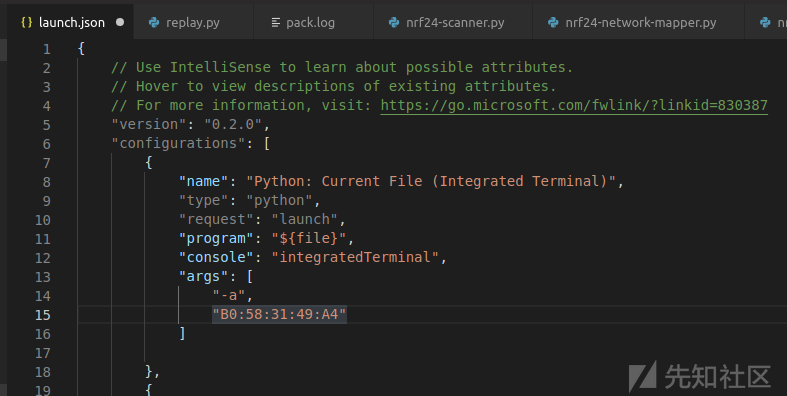 launch.json replay.py pack.log nrf24-scanner.py nrf24-network-mapper.py n
1 {
2 // Use IntelliSense to learn about possible attributes.
3 // Hover to view descriptions of existing attributes.
4 // For more information, visit: https://go.microsoft.com/fwlink/?linkid=830387
5 "version": "0.2.0",
6 "configurations": [
7 {
8 "name": "Python: Current File (Integrated Terminal)",
9 "type": "python",
10 "request": "launch",
11 "program": "${file}",
12 "console": "integratedTerminal",
13 "args": [
14 "-a",
15 "B0:58:31:49:A4"
16 ]
17
18 },
19 {
先知社区